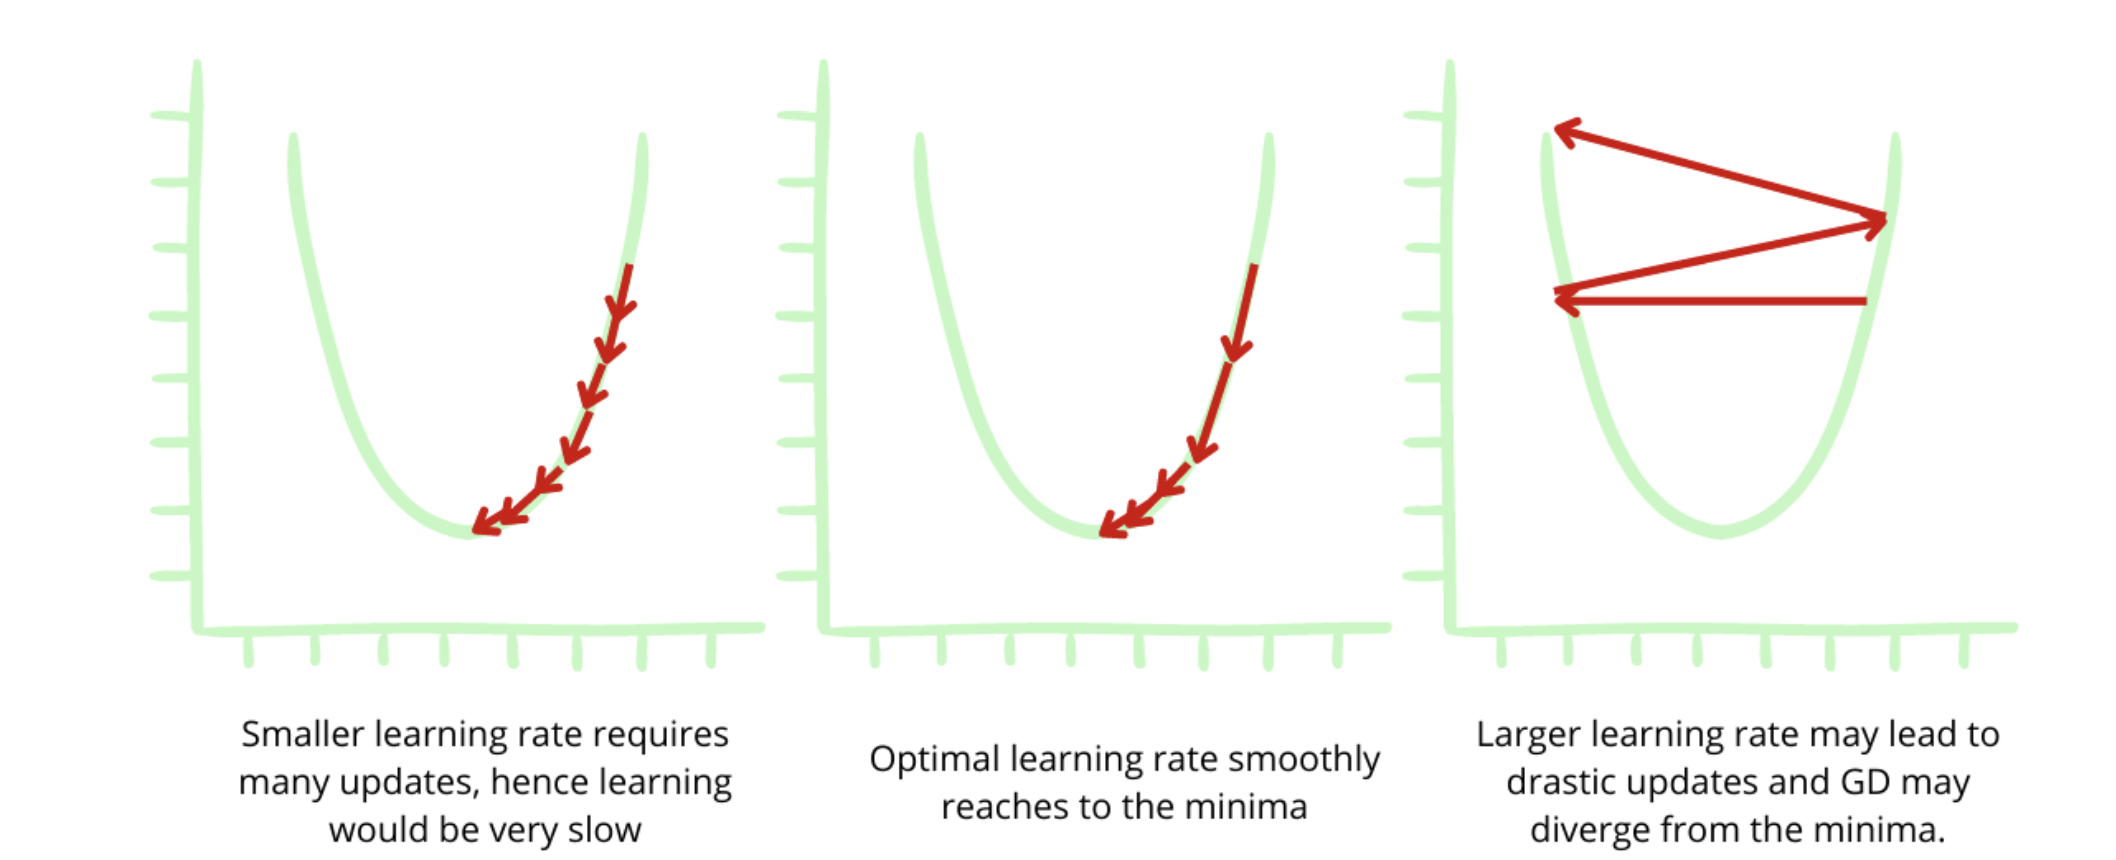 Smaller learning rate requires
many updates, hence learning
would be very slow
Optimal learning rate smoothly
reaches to the minima
Larger learning rate may lead to
drastic updates and GD may
diverge from the minima.